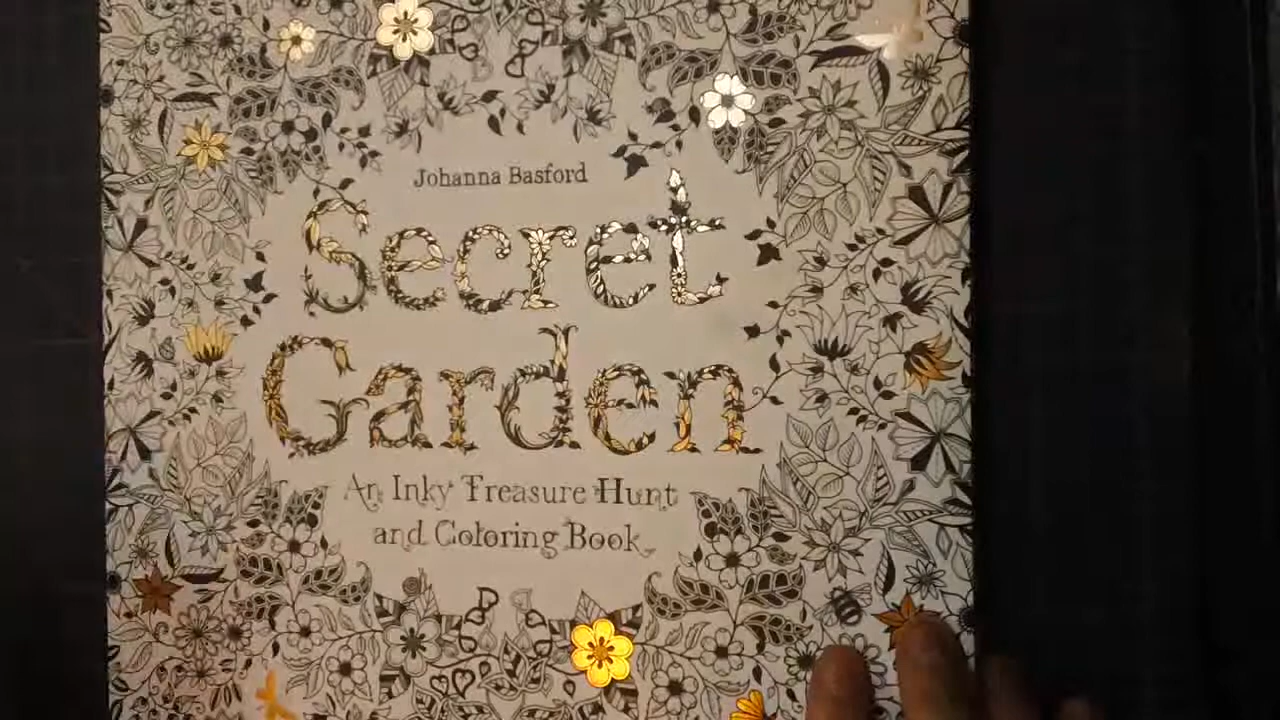 Johanna Basford
Secret
Garden
An Inky Treasure Hunt
and Coloring Book